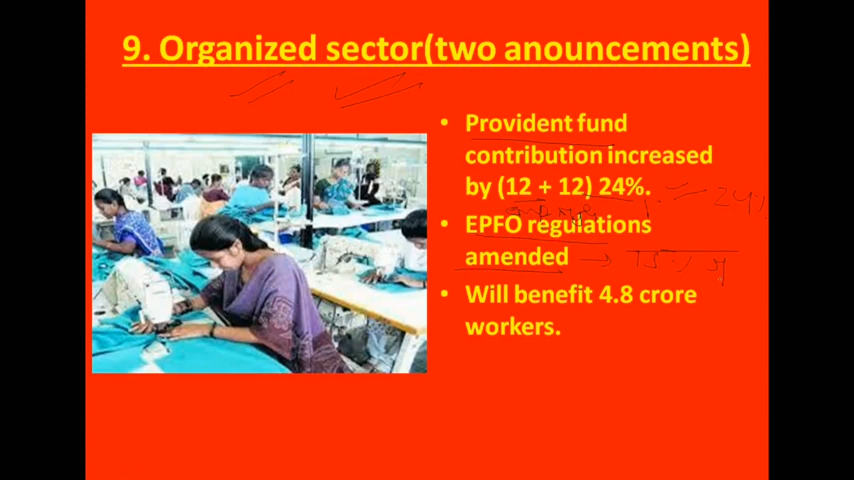 9. Organized sector(two anouncements)
• Provident fund
contribution increased
by (12 + 12) 24%.
• EPFO regulations
amended
• Will benefit 4.8 crore
workers.